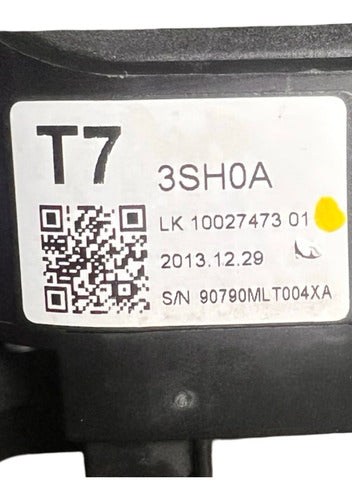 T7
3SH0A
LK 10027473 01
2013.12.29
S/N 90790MLT004XA